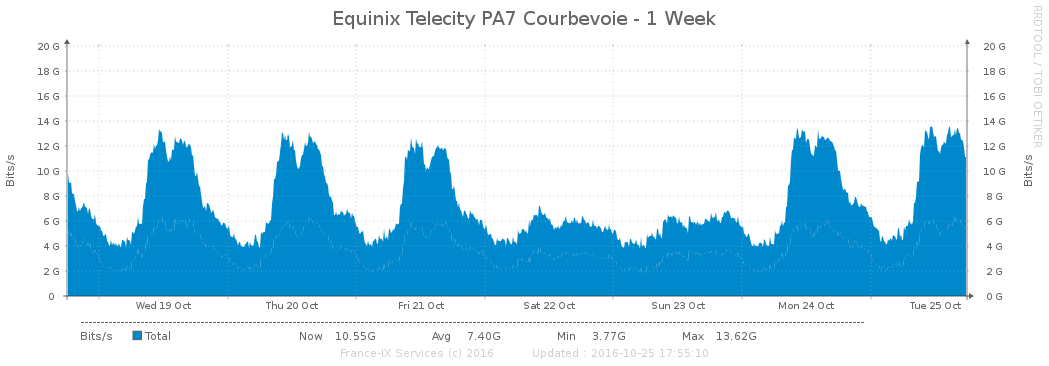 Equinix Telecity PA7 Courbevoie - 1 Week
RRDTOOL / TOBI OETIKER
20 G 20 G
18 G 18 G
16 G 16 G
14 G 14 G
12 G 12 G
10 G 10 G
8 G 8 G
6 G 6 G
4 G 4 G
2 G 2 G
0 0 G
Bits/s
Bits/s
Wed 19 Oct Thu 20 Oct Fri 21 Oct Sat 22 Oct Sun 23 Oct Mon 24 Oct Tue 25 Oct
Bits/s Total Now 10.55G Avg 7.40G Min 3.77G Max 13.62G
France-IX Services (c) 2016 Updated : 2016-10-25 17:55:10